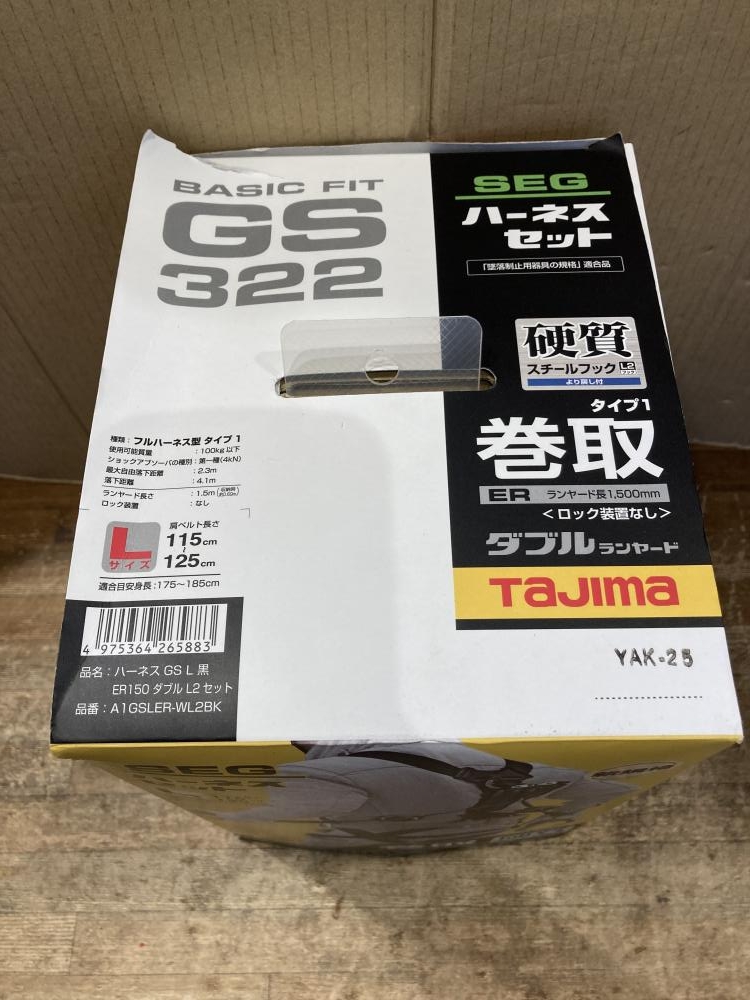 BASIC FIT
GS
322
SEG
ハーネス
セット
「墜落制止用器具の規格」適合品
硬質
スチールフック L2
より戻し付
タイプ1
巻取
ER ランヤード長1,500mm
<ロック装置なし>
ダブル ランヤード
TAJIMA
YAK-25
種類：フルハーネス型 タイプ1
使用可能質量：100kg以下
ショックアブソーバの種別：第一種(4kN)
最大自由落下距離：2.3m
落下距離：4.1m
ランヤード長さ：1.5m
ロック装置：なし
L
サイズ
肩ベルト長さ
115cm
~
125cm
適合目安身長：175~185cm
4 975364 265883
品名：ハーネス GS L 黒
ER150 ダブル L2 セット
品番：A1GSLER-WL2BK
SEG
ハーネス